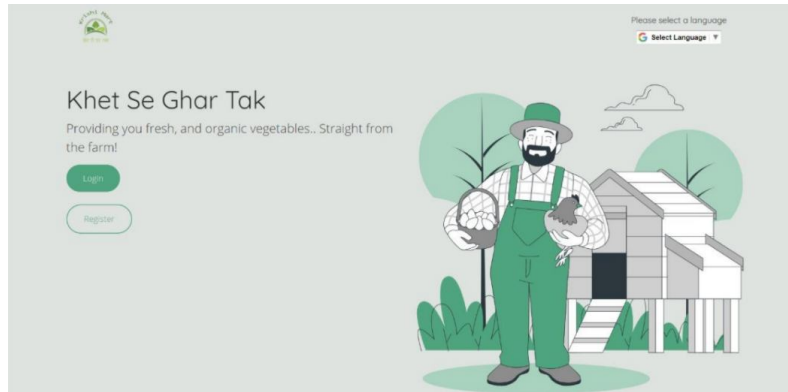 Please select a language
Select Language
Khet Se Ghar Tak
Providing you fresh, and organic vegetables.. Straight from
the farm!
Login
Register